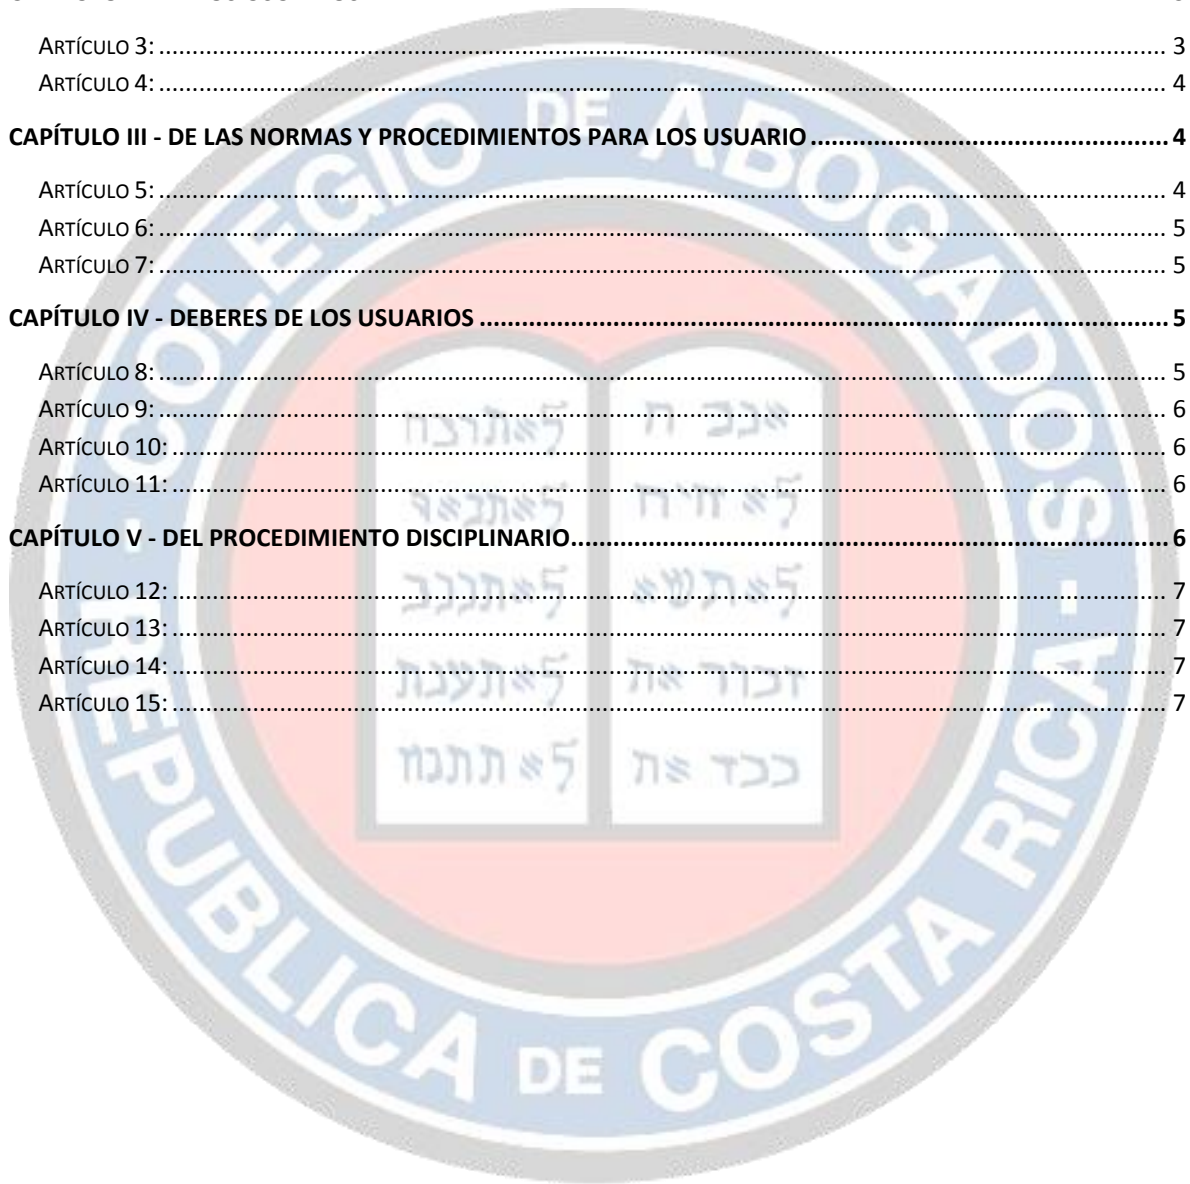 Artículo 3: 3
Artículo 4: 4
CAPÍTULO III - DE LAS NORMAS Y PROCEDIMIENTOS PARA LOS USUARIO 4
Artículo 5: 4
Artículo 6: 5
Artículo 7: 5
CAPÍTULO IV - DEBERES DE LOS USUARIOS 5
Artículo 8: 5
Artículo 9: 6
Artículo 10: 6
Artículo 11: 6
CAPÍTULO V - DEL PROCEDIMIENTO DISCIPLINARIO 6
Artículo 12: 7
Artículo 13: 7
Artículo 14: 7
Artículo 15: 7
COLEGIO DE ABOGADOS - REPUBLICA DE COSTA RICA -